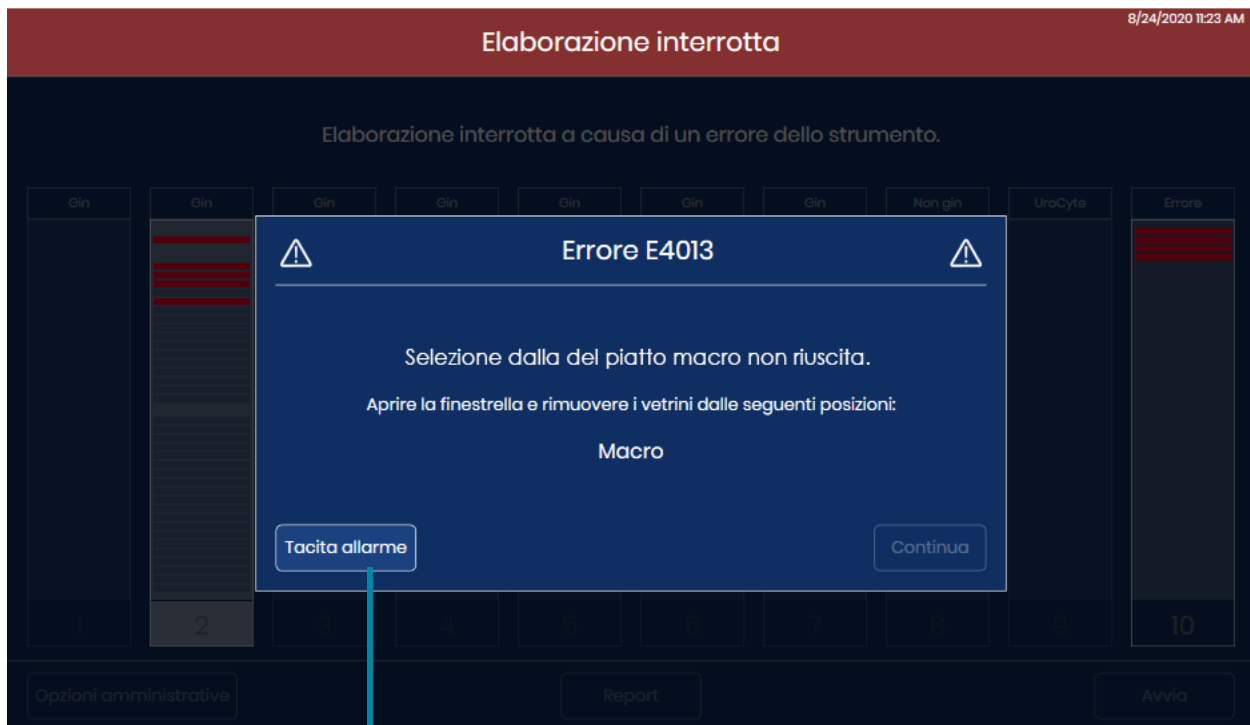 8/24/2020 11:23 AM
Elaborazione interrotta
Elaborazione interrotta a causa di un errore dello strumento.
Gin Gin Gin Gin Gin Gin Gin Non gin UroCyte Errore
Errore E4013
Selezione dalla del piatto macro non riuscita.
Aprire la finestrella e rimuovere i vetrini dalle seguenti posizioni:
Macro
Tacita allarme Continua
1 2 3 4 5 6 7 8 9 10
Opzioni amministrative Report Avvia